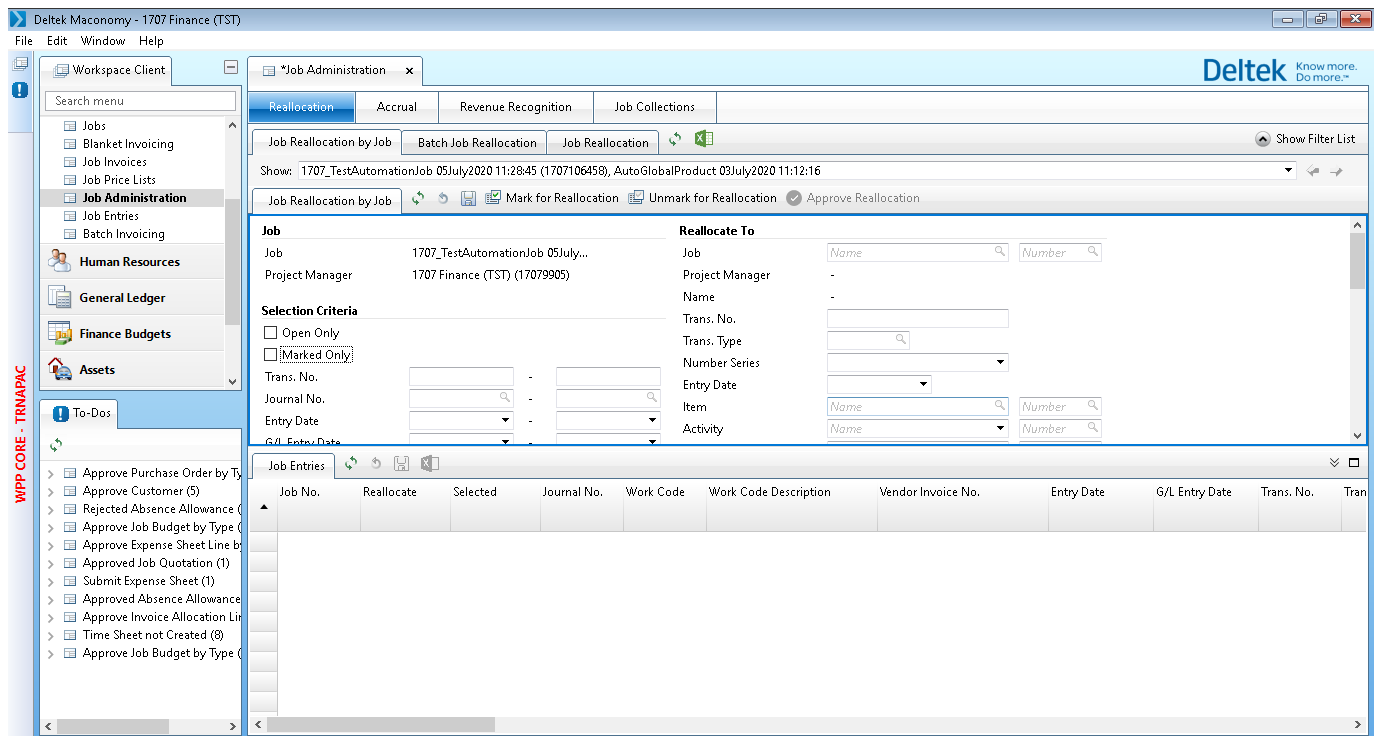 Deltek Maconomy - 1707 Finance (TST)
File Edit Window Help
Workspace Client
Search menu
Jobs
Blanket Invoicing
Job Invoices
Job Price Lists
Job Administration
Job Entries
Batch Invoicing
Human Resources
General Ledger
Finance Budgets
Assets
WPP CORE - TRNAPAC
To-Dos
Approve Purchase Order by Ty
Approve Customer (5)
Rejected Absence Allowance (
Approve Job Budget by Type (
Approve Expense Sheet Line by
Approved Job Quotation (1)
Submit Expense Sheet (1)
Approved Absence Allowance
Approve Invoice Allocation Lin
Time Sheet not Created (8)
Approve Job Budget by Type (
*Job Administration x
Deltek Know more.
Do more.™
Reallocation Accrual Revenue Recognition Job Collections
Job Reallocation by Job Batch Job Reallocation Job Reallocation Show Filter List
Show: 1707_TestAutomationJob 05July2020 11:28:45 (1707106458), AutoGlobalProduct 03July2020 11:12:16
Job Reallocation by Job Mark for Reallocation Unmark for Reallocation Approve Reallocation
Job
Job 1707_TestAutomationJob 05July...
Project Manager 1707 Finance (TST) (17079905)
Selection Criteria
Open Only
Marked Only
Trans. No. -
Journal No. -
Entry Date -
G/L Entry Date -
Reallocate To
Job Name Number
Project Manager -
Name -
Trans. No.
Trans. Type
Number Series
Entry Date
Item Name Number
Activity Name Number
Job Entries
Job No. Reallocate Selected Journal No. Work Code Work Code Description Vendor Invoice No. Entry Date G/L Entry Date Trans. No. Tran